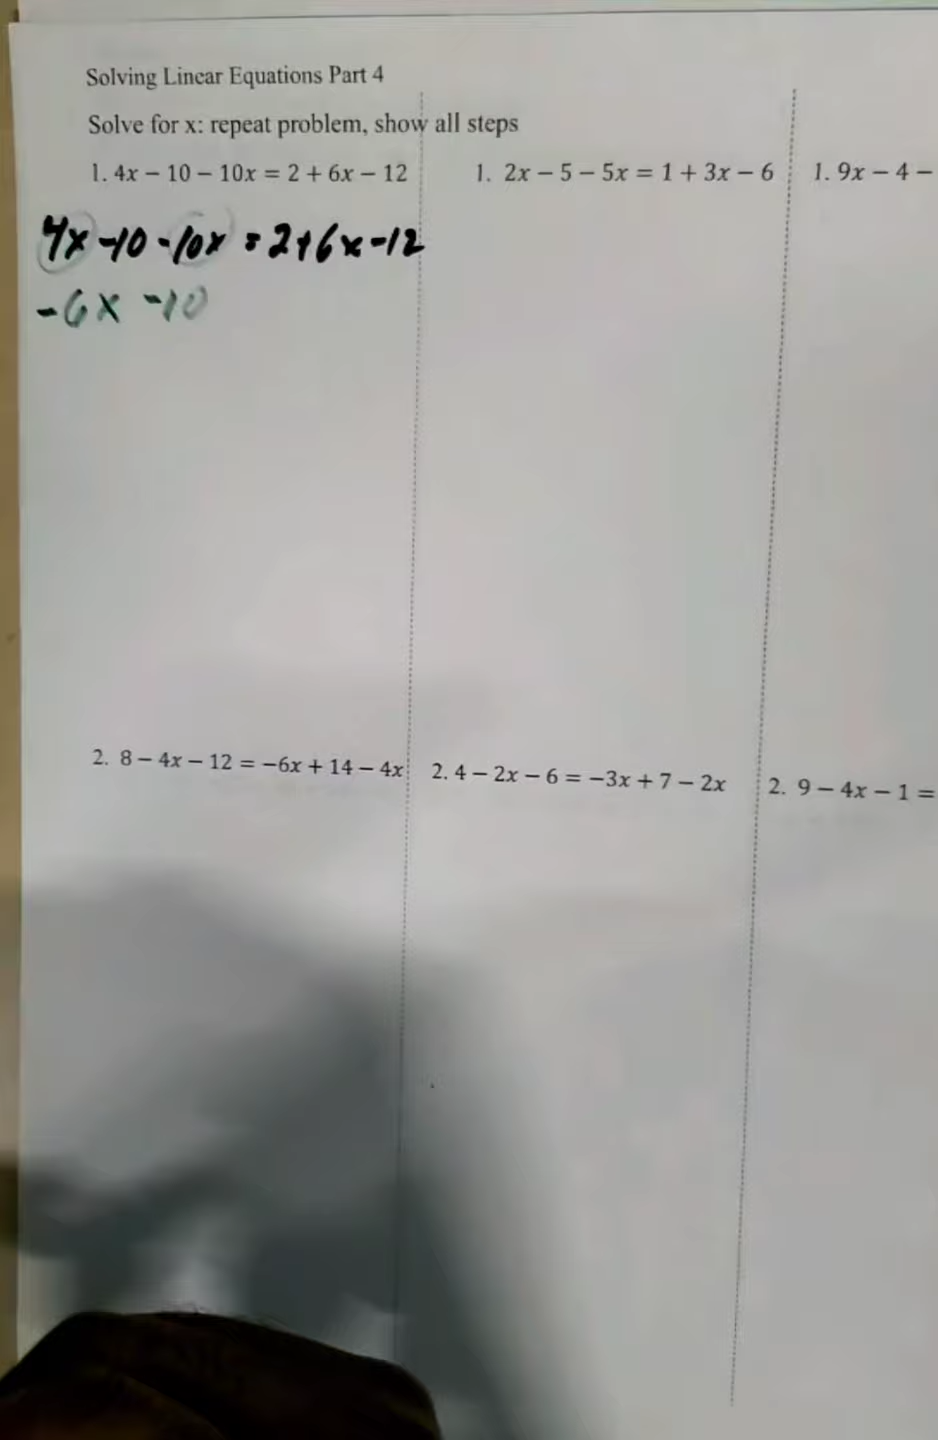 Solving Linear Equations Part 4
Solve for x: repeat problem, show all steps
1. 4x − 10 − 10x = 2 + 6x − 12
1. 2x − 5 − 5x = 1 + 3x − 6
1. 9x − 4 −
4x -10 -10x = 2+6x-12
-6x -10
2. 8 − 4x − 12 = −6x + 14 − 4x
2. 4 − 2x − 6 = −3x + 7 − 2x
2. 9 − 4x − 1 =